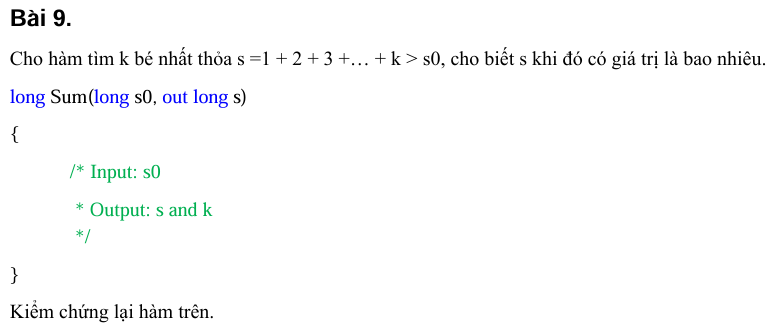 Bài 9.
Cho hàm tìm k bé nhất thỏa s =1 + 2 + 3 +… + k > s0, cho biết s khi đó có giá trị là bao nhiêu.
long Sum(long s0, out long s)
{
/* Input: s0
* Output: s and k
*/
}
Kiểm chứng lại hàm trên.